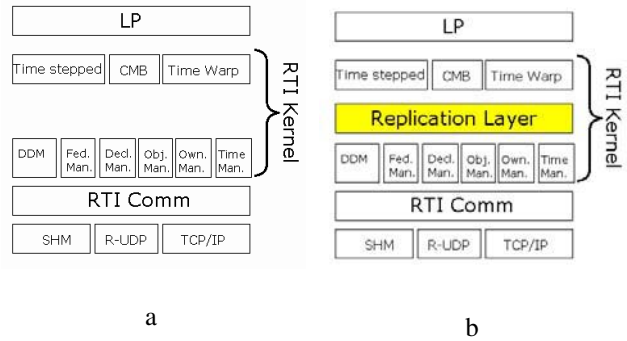 LP
Time stepped CMB Time Warp
RTI Kernel
DDM Fed. Man. Decl. Man. Obj. Man. Own. Man. Time Man.
RTI Comm
SHM R-UDP TCP/IP
a
LP
Time stepped CMB Time Warp
Replication Layer
RTI Kernel
DDM Fed. Man. Decl. Man. Obj. Man. Own. Man. Time Man.
RTI Comm
SHM R-UDP TCP/IP
b